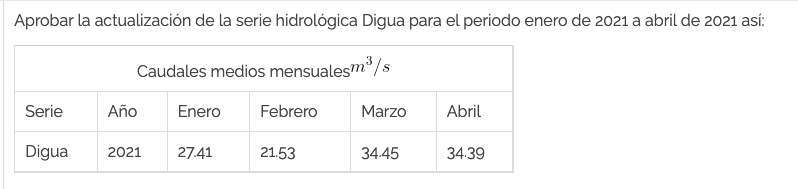 Aprobar la actualización de la serie hidrológica Digua para el periodo enero de 2021 a abril de 2021 así:
Caudales medios mensuales m³/s
Serie Año Enero Febrero Marzo Abril
Digua 2021 27.41 21.53 34.45 34.39